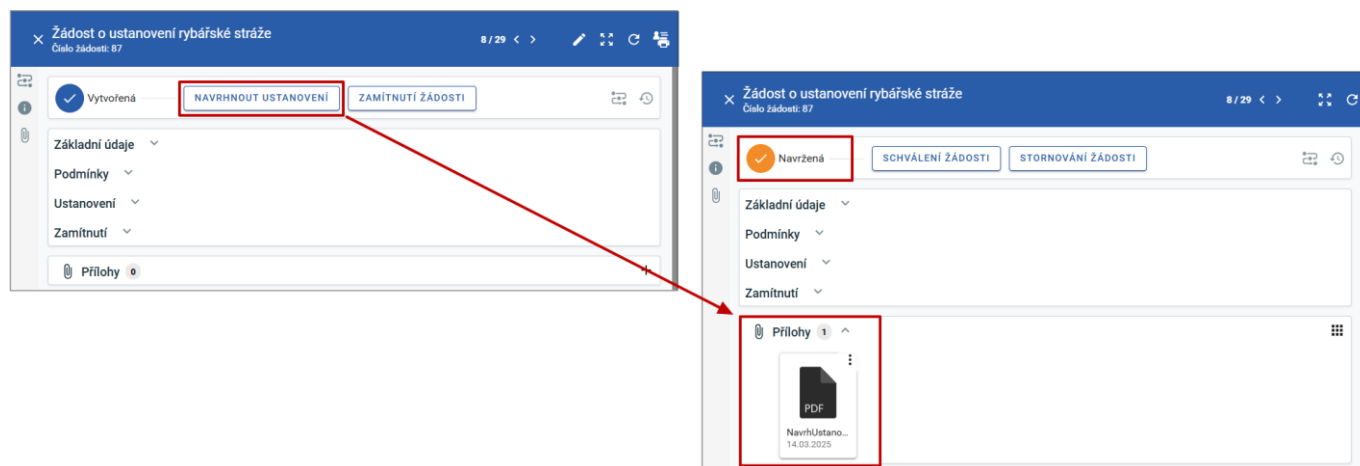 Žádost o ustanovení rybářské stráže
Číslo žádosti: 87
8 / 29
Vytvořená
NAVRHNOUT USTANOVENÍ
ZAMÍTNUTÍ ŽÁDOSTI
Základní údaje
Podmínky
Ustanovení
Zamítnutí
Přílohy 0
Žádost o ustanovení rybářské stráže
Číslo žádosti: 87
8 / 29
Navržená
SCHVÁLENÍ ŽÁDOSTI
STORNOVÁNÍ ŽÁDOSTI
Základní údaje
Podmínky
Ustanovení
Zamítnutí
Přílohy 1
PDF
NavrhUstano...
14.03.2025